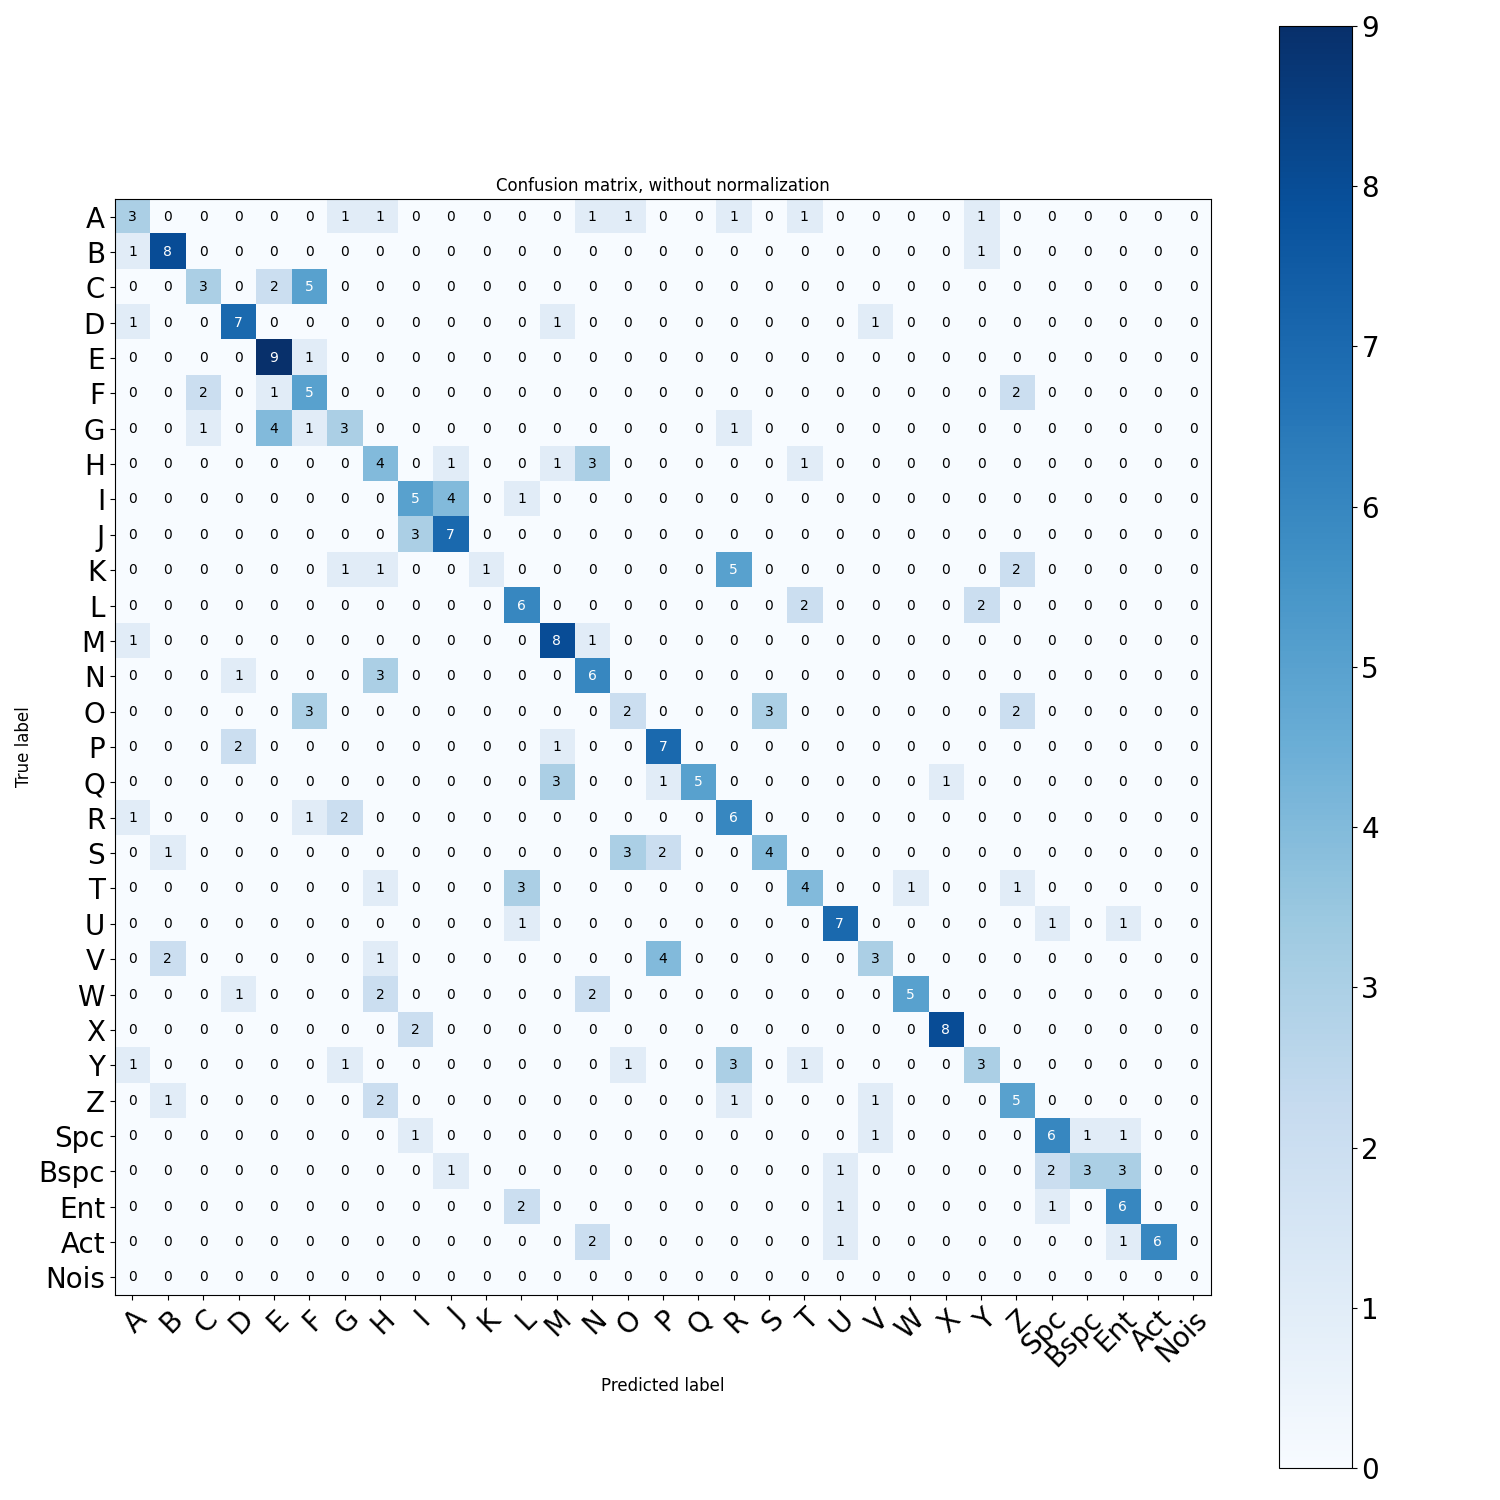 Confusion matrix, without normalization
A 3 0 0 0 0 0 1 1 0 0 0 0 0 1 1 0 0 1 0 1 0 0 0 0 1 0 0 0 0 0 0
B 1 8 0 0 0 0 0 0 0 0 0 0 0 0 0 0 0 0 0 0 0 0 0 0 1 0 0 0 0 0 0
C 0 0 3 0 2 5 0 0 0 0 0 0 0 0 0 0 0 0 0 0 0 0 0 0 0 0 0 0 0 0 0
D 1 0 0 7 0 0 0 0 0 0 0 0 1 0 0 0 0 0 0 0 0 1 0 0 0 0 0 0 0 0 0
E 0 0 0 0 9 1 0 0 0 0 0 0 0 0 0 0 0 0 0 0 0 0 0 0 0 0 0 0 0 0 0
F 0 0 2 0 1 5 0 0 0 0 0 0 0 0 0 0 0 0 0 0 0 0 0 0 0 2 0 0 0 0 0
G 0 0 1 0 4 1 3 0 0 0 0 0 0 0 0 0 0 1 0 0 0 0 0 0 0 0 0 0 0 0 0
H 0 0 0 0 0 0 0 4 0 1 0 0 1 3 0 0 0 0 0 1 0 0 0 0 0 0 0 0 0 0 0
I 0 0 0 0 0 0 0 0 5 4 0 1 0 0 0 0 0 0 0 0 0 0 0 0 0 0 0 0 0 0 0
J 0 0 0 0 0 0 0 0 3 7 0 0 0 0 0 0 0 0 0 0 0 0 0 0 0 0 0 0 0 0 0
K 0 0 0 0 0 0 1 1 0 0 1 0 0 0 0 0 0 5 0 0 0 0 0 0 0 2 0 0 0 0 0
L 0 0 0 0 0 0 0 0 0 0 0 6 0 0 0 0 0 0 0 2 0 0 0 0 2 0 0 0 0 0 0
M 1 0 0 0 0 0 0 0 0 0 0 0 8 1 0 0 0 0 0 0 0 0 0 0 0 0 0 0 0 0 0
N 0 0 0 1 0 0 0 3 0 0 0 0 0 6 0 0 0 0 0 0 0 0 0 0 0 0 0 0 0 0 0
O 0 0 0 0 0 3 0 0 0 0 0 0 0 0 2 0 0 0 3 0 0 0 0 0 0 2 0 0 0 0 0
P 0 0 0 2 0 0 0 0 0 0 0 0 1 0 0 7 0 0 0 0 0 0 0 0 0 0 0 0 0 0 0
Q 0 0 0 0 0 0 0 0 0 0 0 0 3 0 0 1 5 0 0 0 0 0 0 1 0 0 0 0 0 0 0
R 1 0 0 0 0 1 2 0 0 0 0 0 0 0 0 0 0 6 0 0 0 0 0 0 0 0 0 0 0 0 0
S 0 1 0 0 0 0 0 0 0 0 0 0 0 0 3 2 0 0 4 0 0 0 0 0 0 0 0 0 0 0 0
T 0 0 0 0 0 0 0 1 0 0 0 3 0 0 0 0 0 0 0 4 0 0 1 0 0 1 0 0 0 0 0
U 0 0 0 0 0 0 0 0 0 0 0 1 0 0 0 0 0 0 0 0 7 0 0 0 0 0 1 0 1 0 0
V 0 2 0 0 0 0 0 1 0 0 0 0 0 0 0 4 0 0 0 0 0 3 0 0 0 0 0 0 0 0 0
W 0 0 0 1 0 0 0 2 0 0 0 0 0 2 0 0 0 0 0 0 0 0 5 0 0 0 0 0 0 0 0
X 0 0 0 0 0 0 0 0 2 0 0 0 0 0 0 0 0 0 0 0 0 0 0 8 0 0 0 0 0 0 0
Y 1 0 0 0 0 0 1 0 0 0 0 0 0 0 1 0 0 3 0 1 0 0 0 0 3 0 0 0 0 0 0
Z 0 1 0 0 0 0 0 2 0 0 0 0 0 0 0 0 0 1 0 0 0 1 0 0 0 5 0 0 0 0 0
Spc 0 0 0 0 0 0 0 0 1 0 0 0 0 0 0 0 0 0 0 0 0 1 0 0 0 0 6 1 1 0 0
Bspc 0 0 0 0 0 0 0 0 0 1 0 0 0 0 0 0 0 0 0 0 1 0 0 0 0 0 2 3 3 0 0
Ent 0 0 0 0 0 0 0 0 0 0 0 2 0 0 0 0 0 0 0 0 1 0 0 0 0 0 1 0 6 0 0
Act 0 0 0 0 0 0 0 0 0 0 0 0 0 2 0 0 0 0 0 0 1 0 0 0 0 0 0 0 1 6 0
Nois 0 0 0 0 0 0 0 0 0 0 0 0 0 0 0 0 0 0 0 0 0 0 0 0 0 0 0 0 0 0 0
A B C D E F G H I J K L M N O P Q R S T U V W X Y Z Spc Bspc Ent Act Nois
Predicted label
True label
9
8
7
6
5
4
3
2
1
0